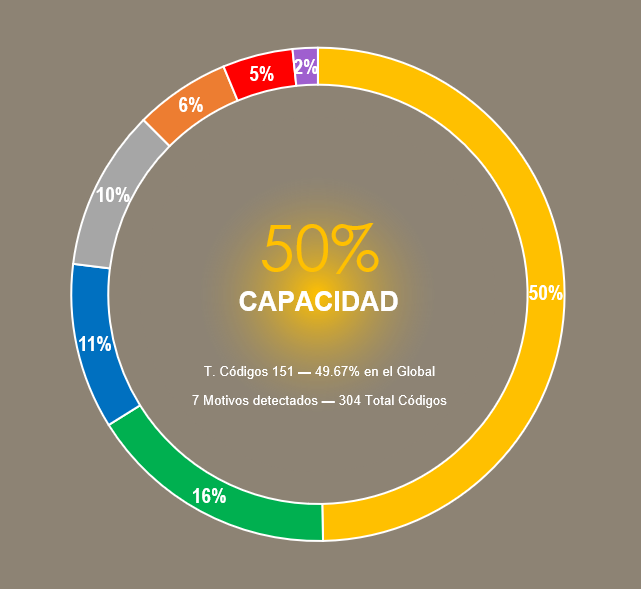 2%
5%
6%
10%
50%
CAPACIDAD
50%
11%
T. Códigos 151 — 49.67% en el Global
7 Motivos detectados — 304 Total Códigos
16%